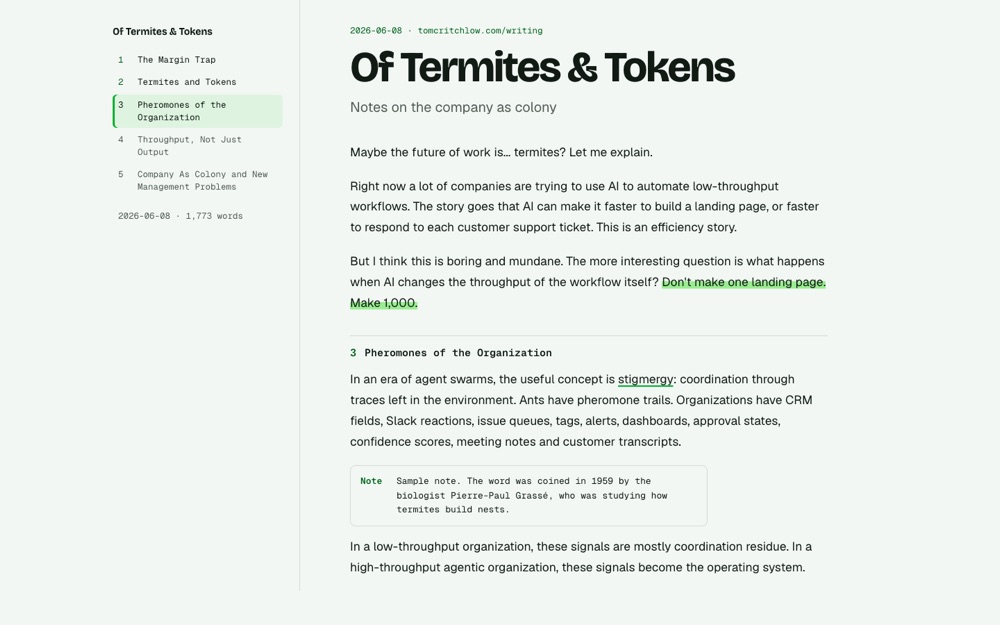 Of Termites & Tokens
1 The Margin Trap
2 Termites and Tokens
3 Pheromones of the
Organization
4 Throughput, Not Just
Output
5 Company As Colony and New
Management Problems
2026-06-08 · 1,773 words
2026-06-08 · tomcritchlow.com/writing
Of Termites & Tokens
Notes on the company as colony
Maybe the future of work is... termites? Let me explain.
Right now a lot of companies are trying to use AI to automate low-throughput
workflows. The story goes that AI can make it faster to build a landing page, or faster
to respond to each customer support ticket. This is an efficiency story.
But I think this is boring and mundane. The more interesting question is what happens
when AI changes the throughput of the workflow itself? Don't make one landing page.
Make 1,000.
3 Pheromones of the Organization
In an era of agent swarms, the useful concept is stigmergy: coordination through
traces left in the environment. Ants have pheromone trails. Organizations have CRM
fields, Slack reactions, issue queues, tags, alerts, dashboards, approval states,
confidence scores, meeting notes and customer transcripts.
Note Sample note. The word was coined in 1959 by the
biologist Pierre-Paul Grassé, who was studying how
termites build nests.
In a low-throughput organization, these signals are mostly coordination residue. In a
high-throughput agentic organization, these signals become the operating system.